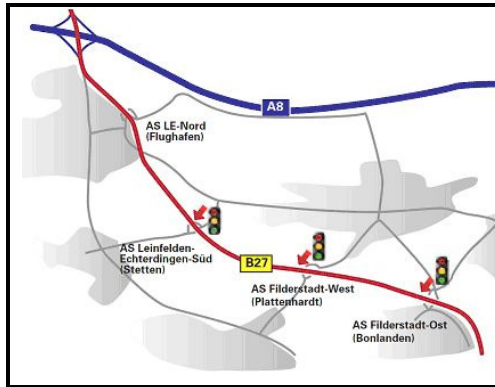 A8
AS LE-Nord
(Flughafen)
AS Leinfelden-
Echterdingen-Süd
(Stetten)
B27
AS Filderstadt-West
(Plattenhardt)
AS Filderstadt-Ost
(Bonlanden)